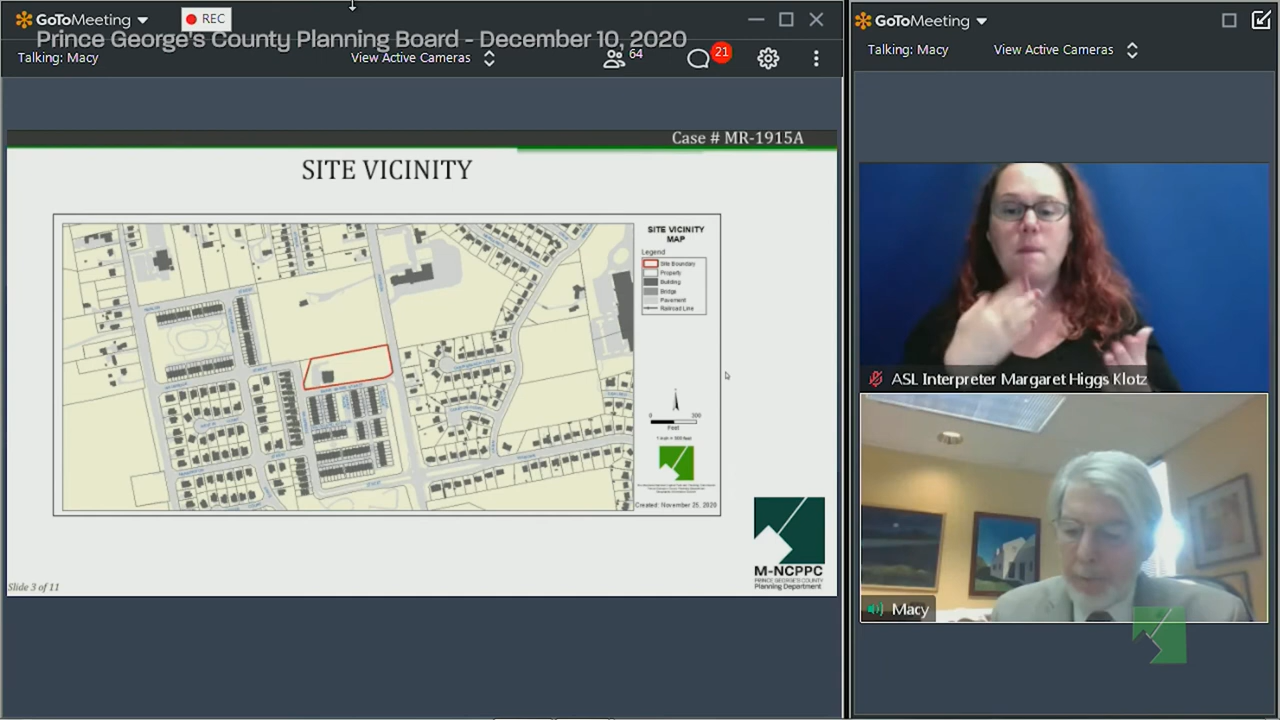 GoToMeeting
REC
Prince George's County Planning Board - December 10, 2020
Talking: Macy
View Active Cameras
64
21
Case # MR-1915A
SITE VICINITY
SITE VICINITY
MAP
Legend
Site Boundary
Property
Building
Bridge
Pavement
Railroad Line
0
300
Feet
Created: November 25, 2020
M-NCPPC
PRINCE GEORGE'S COUNTY
Planning Department
Slide 3 of 11
GoToMeeting
Talking: Macy
View Active Cameras
ASL Interpreter Margaret Higgs Klotz
Macy